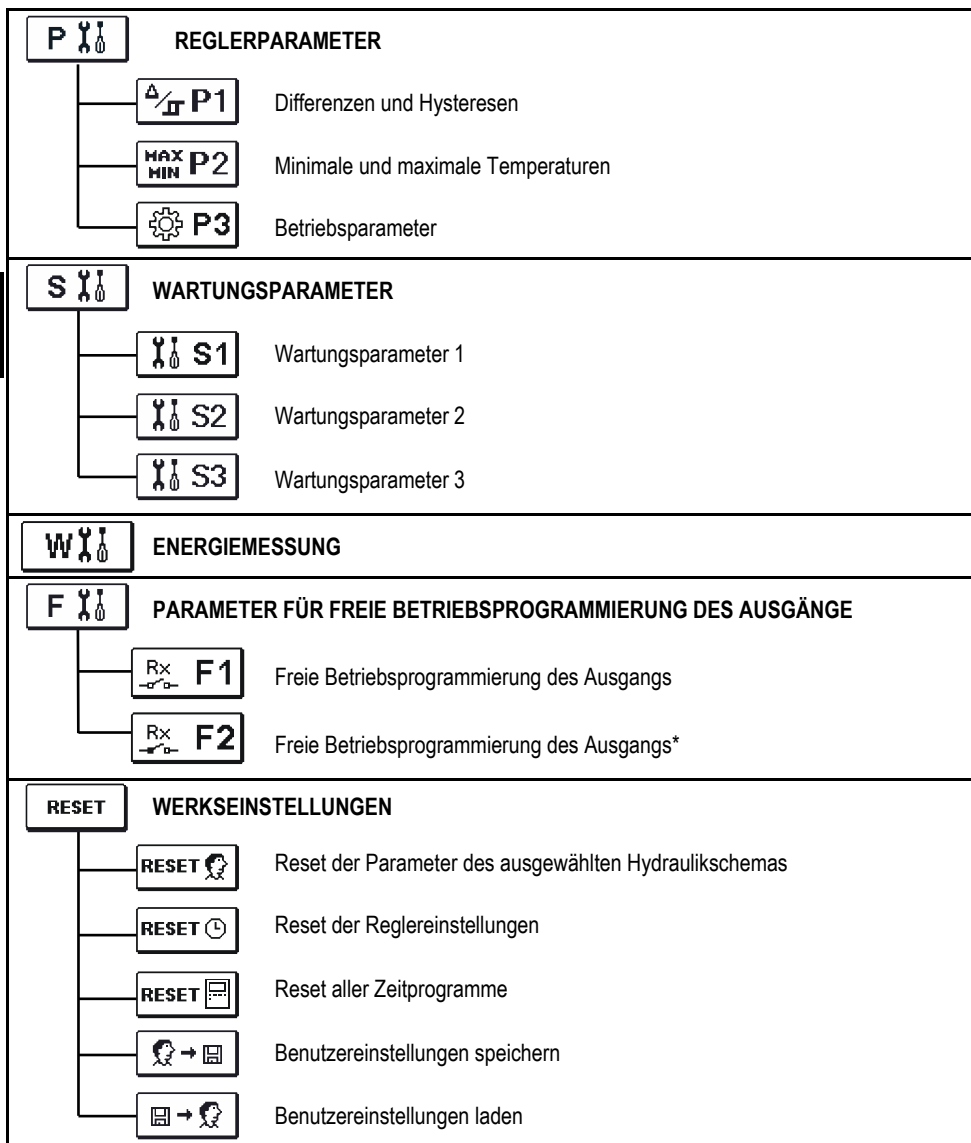 P REGLERPARAMETER
P1 Differenzen und Hysteresen
MAX MIN P2 Minimale und maximale Temperaturen
P3 Betriebsparameter
S WARTUNGSPARAMETER
S1 Wartungsparameter 1
S2 Wartungsparameter 2
S3 Wartungsparameter 3
W ENERGIEMESSUNG
F PARAMETER FÜR FREIE BETRIEBSPROGRAMMIERUNG DES AUSGÄNGE
Rx F1 Freie Betriebsprogrammierung des Ausgangs
Rx F2 Freie Betriebsprogrammierung des Ausgangs*
RESET WERKSEINSTELLUNGEN
RESET Reset der Parameter des ausgewählten Hydraulikschemas
RESET Reset der Reglereinstellungen
RESET Reset aller Zeitprogramme
Benutzereinstellungen speichern
Benutzereinstellungen laden